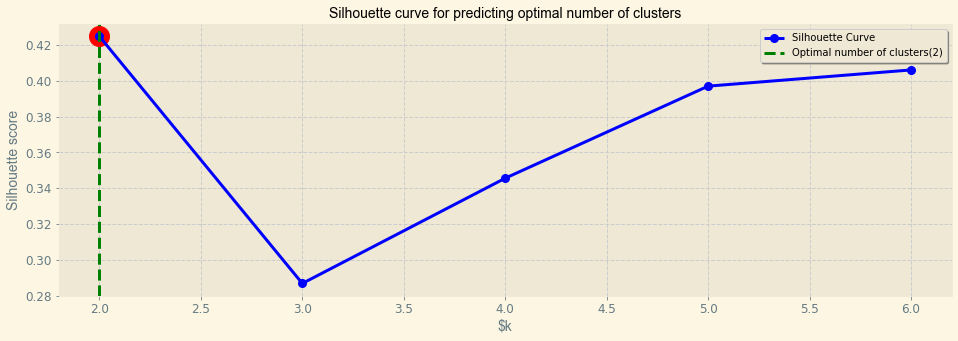 Silhouette curve for predicting optimal number of clusters
Silhouette Curve
Optimal number of clusters(2)
Silhouette score
0.42
0.40
0.38
0.36
0.34
0.32
0.30
0.28
2.0 2.5 3.0 3.5 4.0 4.5 5.0 5.5 6.0
$k